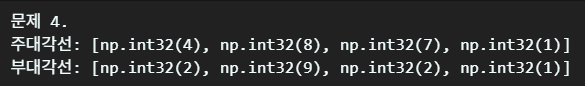 문제 4.
주대각선: [np.int32(4), np.int32(8), np.int32(7), np.int32(1)]
부대각선: [np.int32(2), np.int32(9), np.int32(2), np.int32(1)]